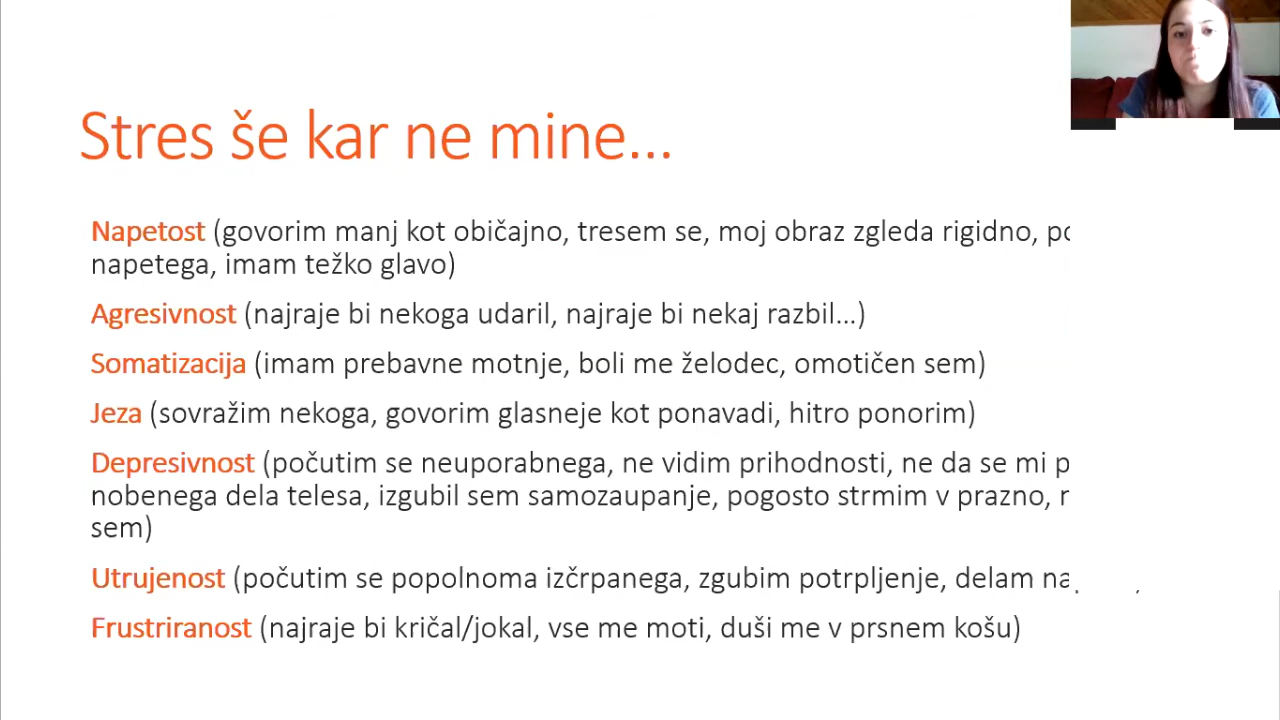 Stres še kar ne mine...
Napetost (govorim manj kot običajno, tresem se, moj obraz zgleda rigidno,
napetega, imam težko glavo)
Agresivnost (najraje bi nekoga udaril, najraje bi nekaj razbil...)
Somatizacija (imam prebavne motnje, boli me želodec, omotičen sem)
Jeza (sovražim nekoga, govorim glasneje kot ponavadi, hitro ponorim)
Depresivnost (počutim se neuporabnega, ne vidim prihodnosti, ne da se mi
nobenega dela telesa, izgubil sem samozaupanje, pogosto strmim v prazno,
sem)
Utrujenost (počutim se popolnoma izčrpanega, zgubim potrpljenje, delam
Frustriranost (najraje bi kričal/jokal, vse me moti, duši me v prsnem košu)